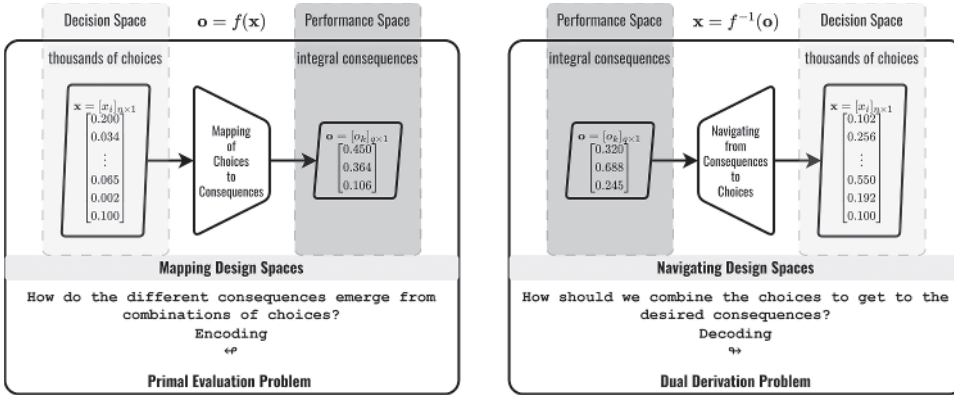 Decision Space
o = f(x)
Performance Space
thousands of choices
integral consequences
x = [x_i]_{n×1}
0.200
0.034
⋮
0.065
0.002
0.100
Mapping
of
Choices
to
Consequences
o = [o_k]_{q×1}
0.450
0.364
0.106
Mapping Design Spaces
How do the different consequences emerge from
combinations of choices?
Encoding
↫
Primal Evaluation Problem
Performance Space
x = f⁻¹(o)
Decision Space
integral consequences
thousands of choices
o = [o_k]_{q×1}
0.320
0.688
0.245
Navigating
from
Consequences
to
Choices
x = [x_i]_{n×1}
0.102
0.256
⋮
0.550
0.192
0.100
Navigating Design Spaces
How should we combine the choices to get to the
desired consequences?
Decoding
↬
Dual Derivation Problem